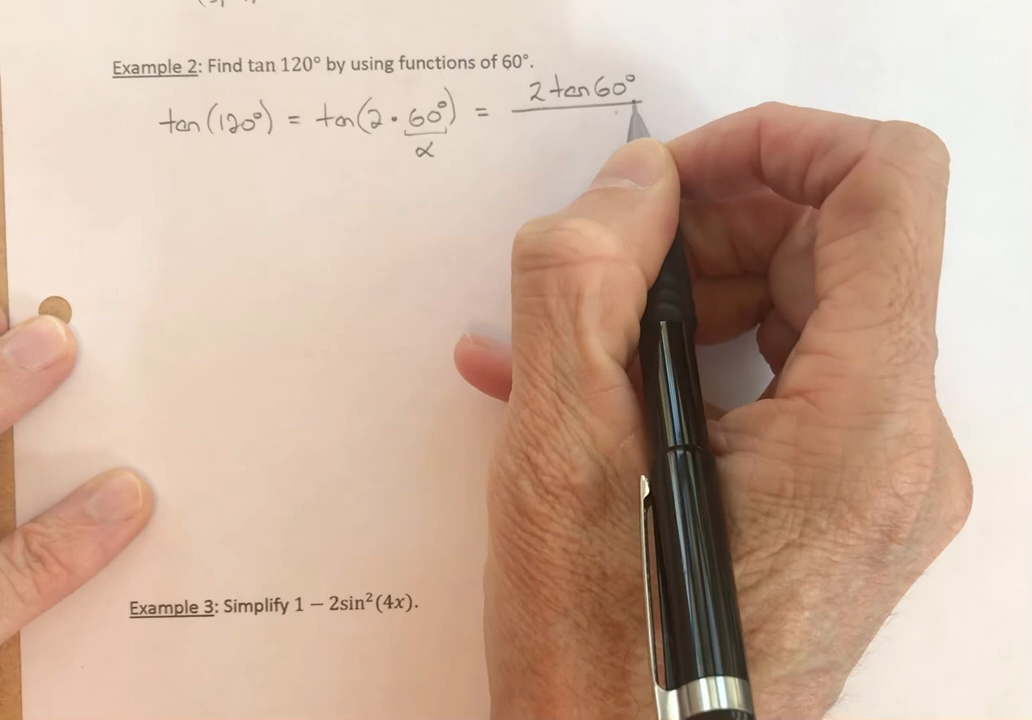 Example 2: Find tan 120° by using functions of 60°.
tan(120°) = tan(2 · 60°) = 2 tan 60°
α
Example 3: Simplify 1 − 2sin²(4x).